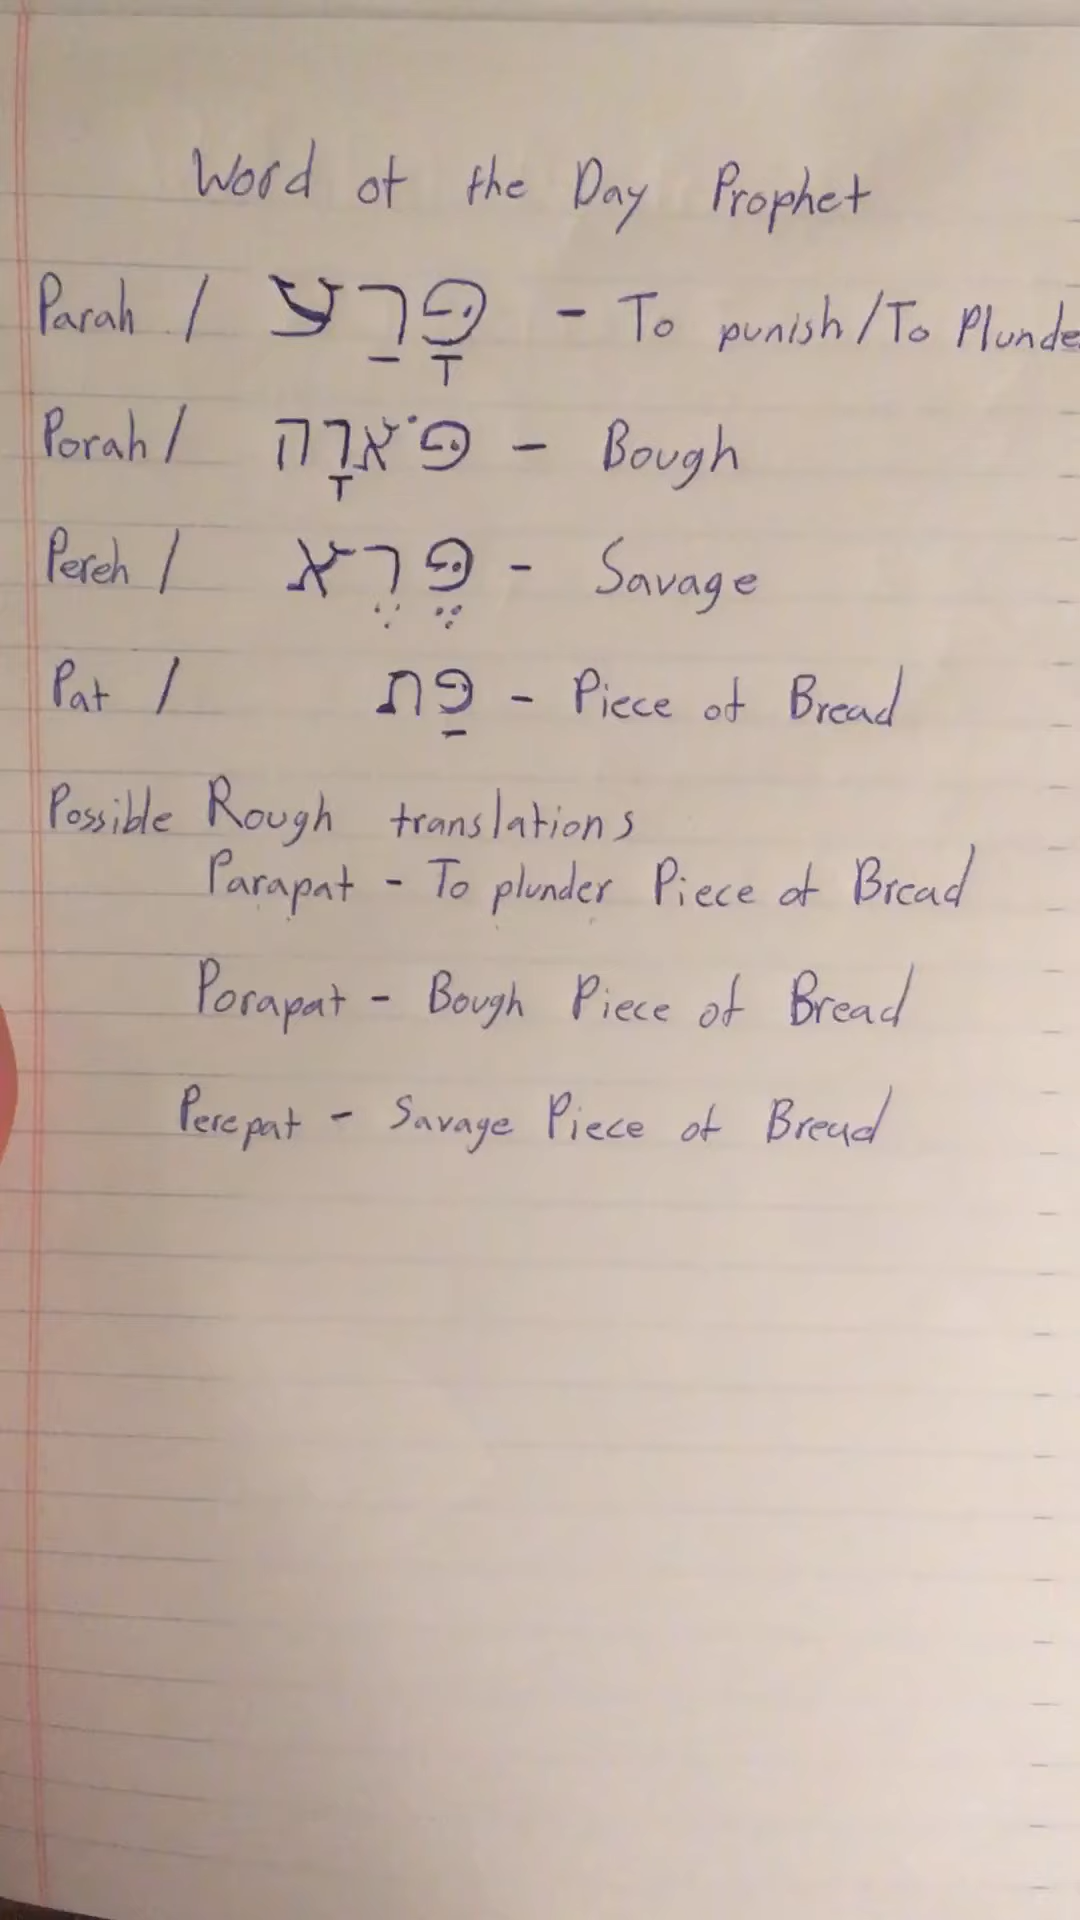 Word of the Day Prophet
Parah / פָּרַע - To punish/To Plunde
Porah / פֹּארָה - Bough
Pereh / פֶּרֶא - Savage
Pat / פַּת - Piece of Bread
Possible Rough translations
Parapat - To plunder Piece of Bread
Porapat - Bough Piece of Bread
Perepat - Savage Piece of Bread